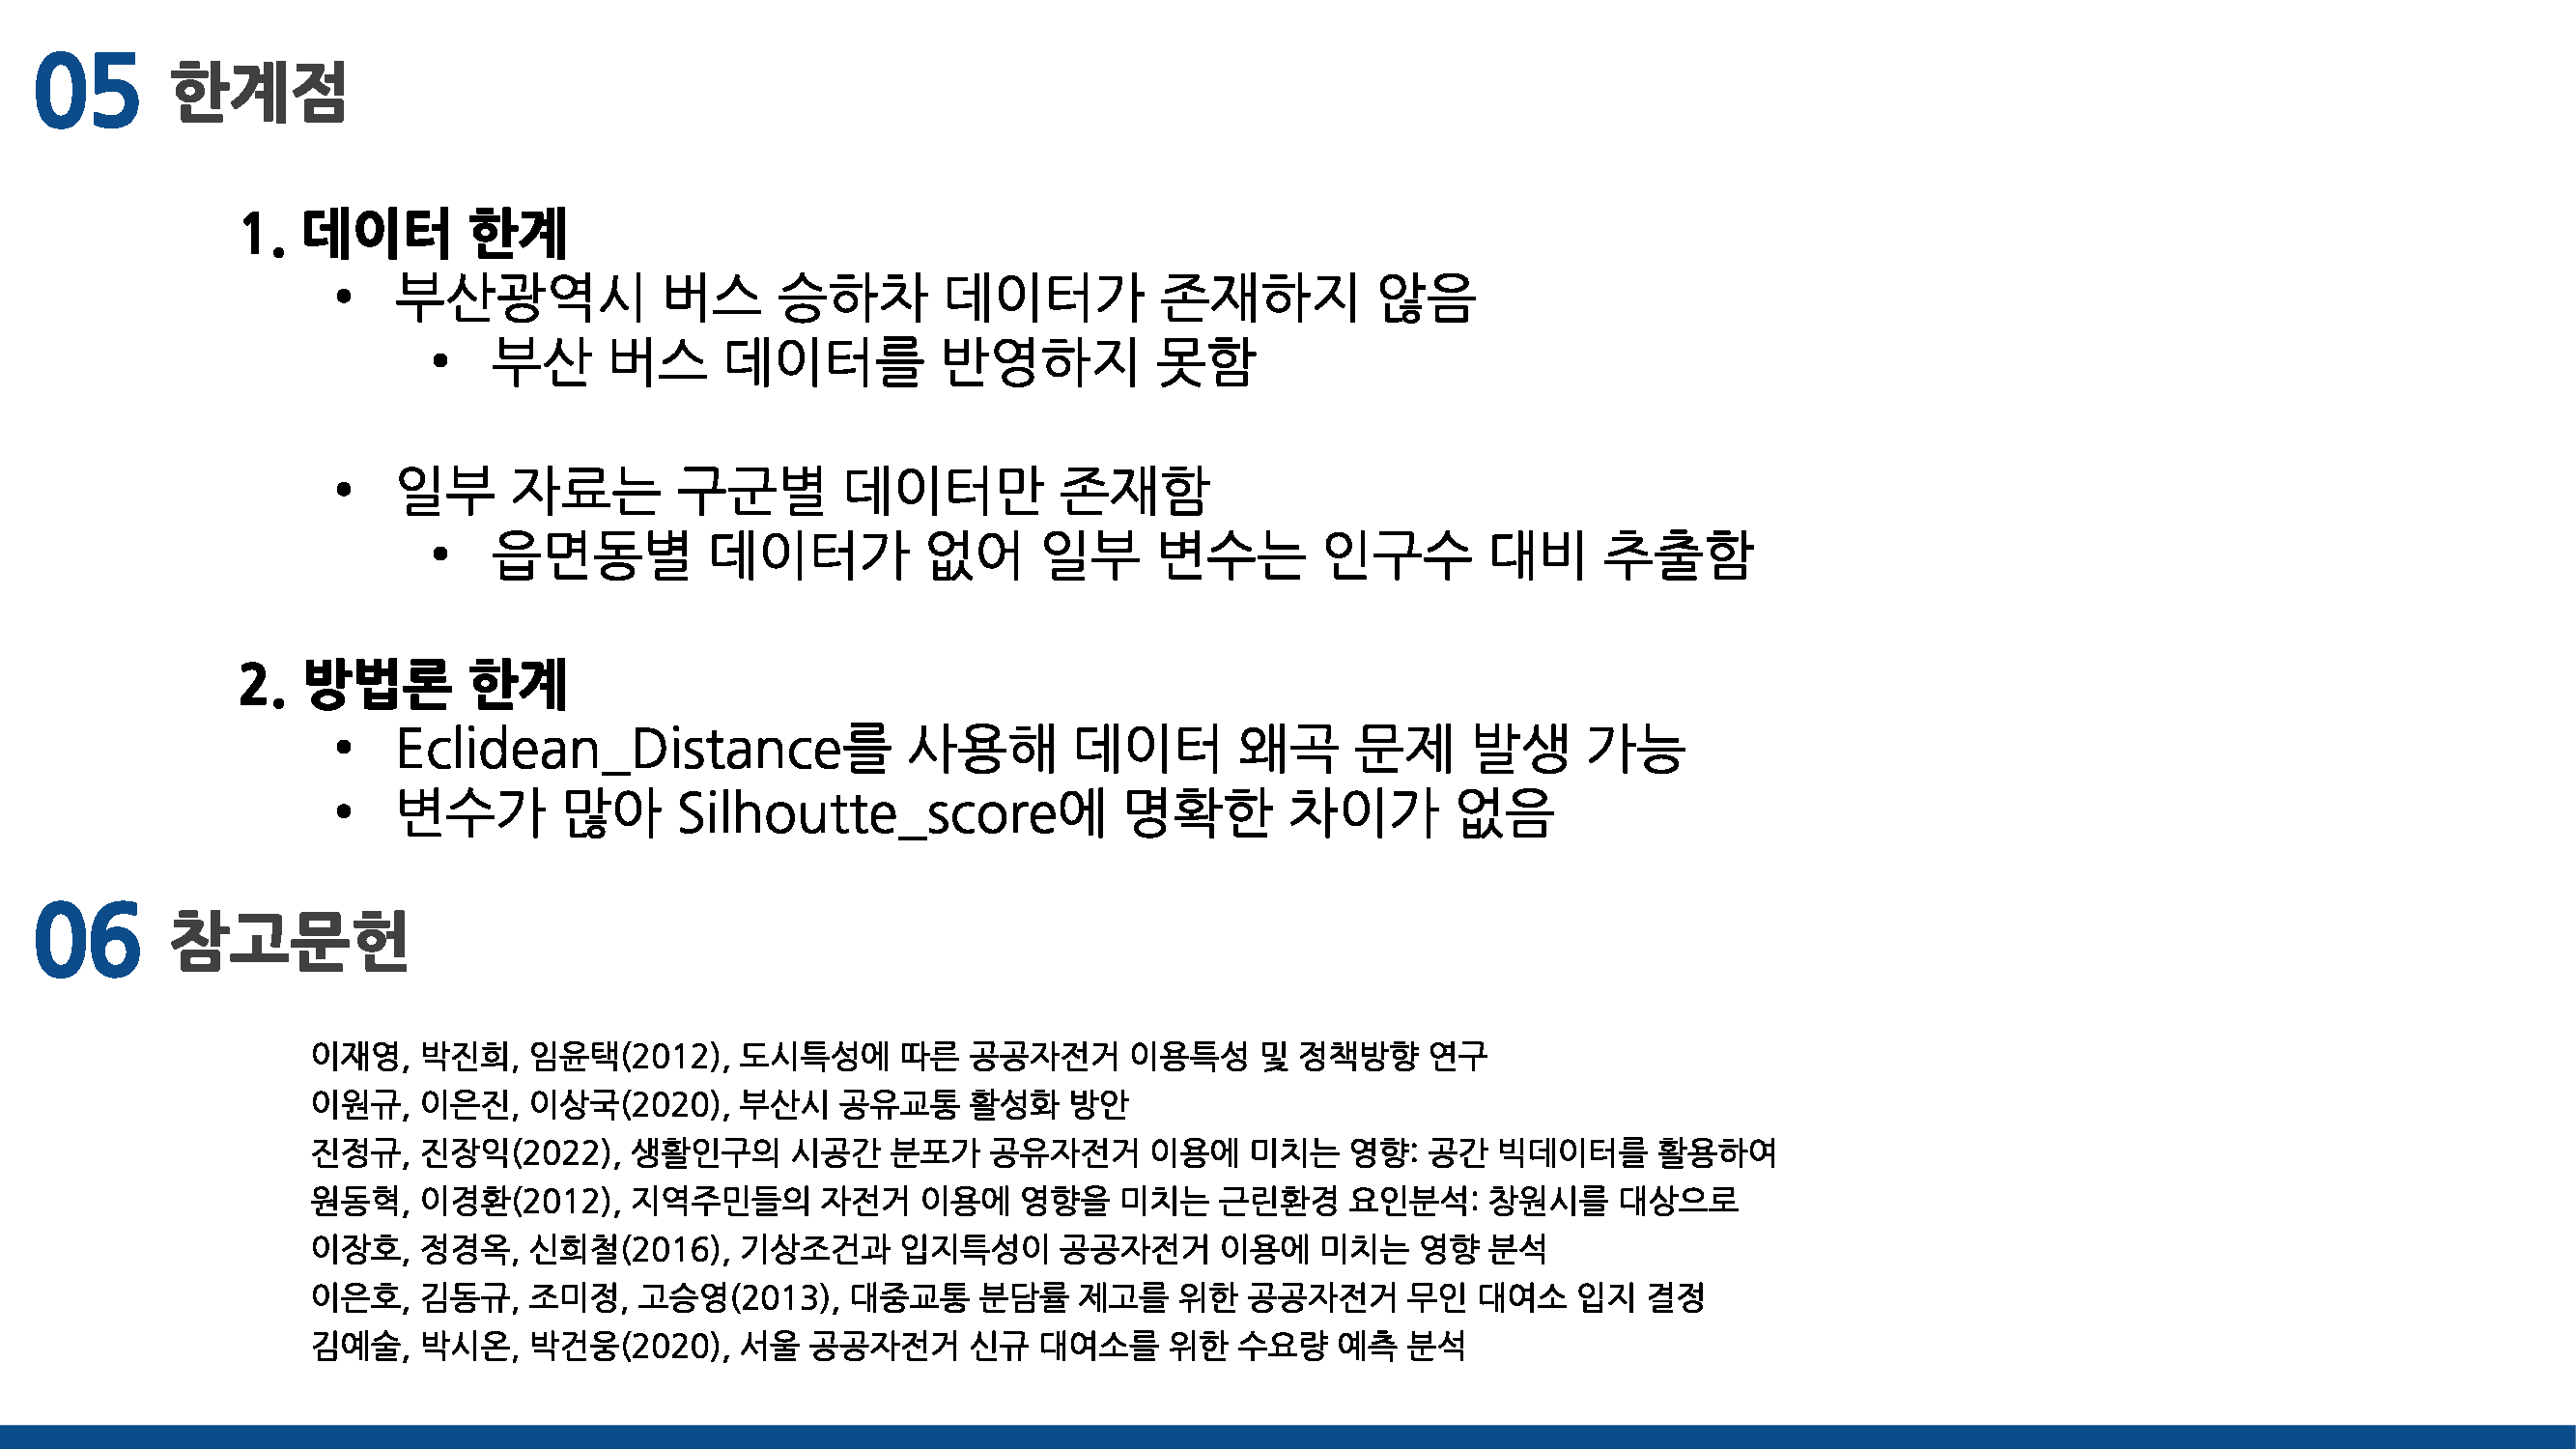 05 한계점
1. 데이터 한계
• 부산광역시 버스 승하차 데이터가 존재하지 않음
• 부산 버스 데이터를 반영하지 못함
• 일부 자료는 구군별 데이터만 존재함
• 읍면동별 데이터가 없어 일부 변수는 인구수 대비 추출함
2. 방법론 한계
• Eclidean_Distance를 사용해 데이터 왜곡 문제 발생 가능
• 변수가 많아 Silhoutte_score에 명확한 차이가 없음
06 참고문헌
이재영, 박진희, 임윤택(2012), 도시특성에 따른 공공자전거 이용특성 및 정책방향 연구
이원규, 이은진, 이상국(2020), 부산시 공유교통 활성화 방안
진정규, 진장익(2022), 생활인구의 시공간 분포가 공유자전거 이용에 미치는 영향: 공간 빅데이터를 활용하여
원동혁, 이경환(2012), 지역주민들의 자전거 이용에 영향을 미치는 근린환경 요인분석: 창원시를 대상으로
이장호, 정경옥, 신희철(2016), 기상조건과 입지특성이 공공자전거 이용에 미치는 영향 분석
이은호, 김동규, 조미정, 고승영(2013), 대중교통 분담률 제고를 위한 공공자전거 무인 대여소 입지 결정
김예술, 박시온, 박건웅(2020), 서울 공공자전거 신규 대여소를 위한 수요량 예측 분석